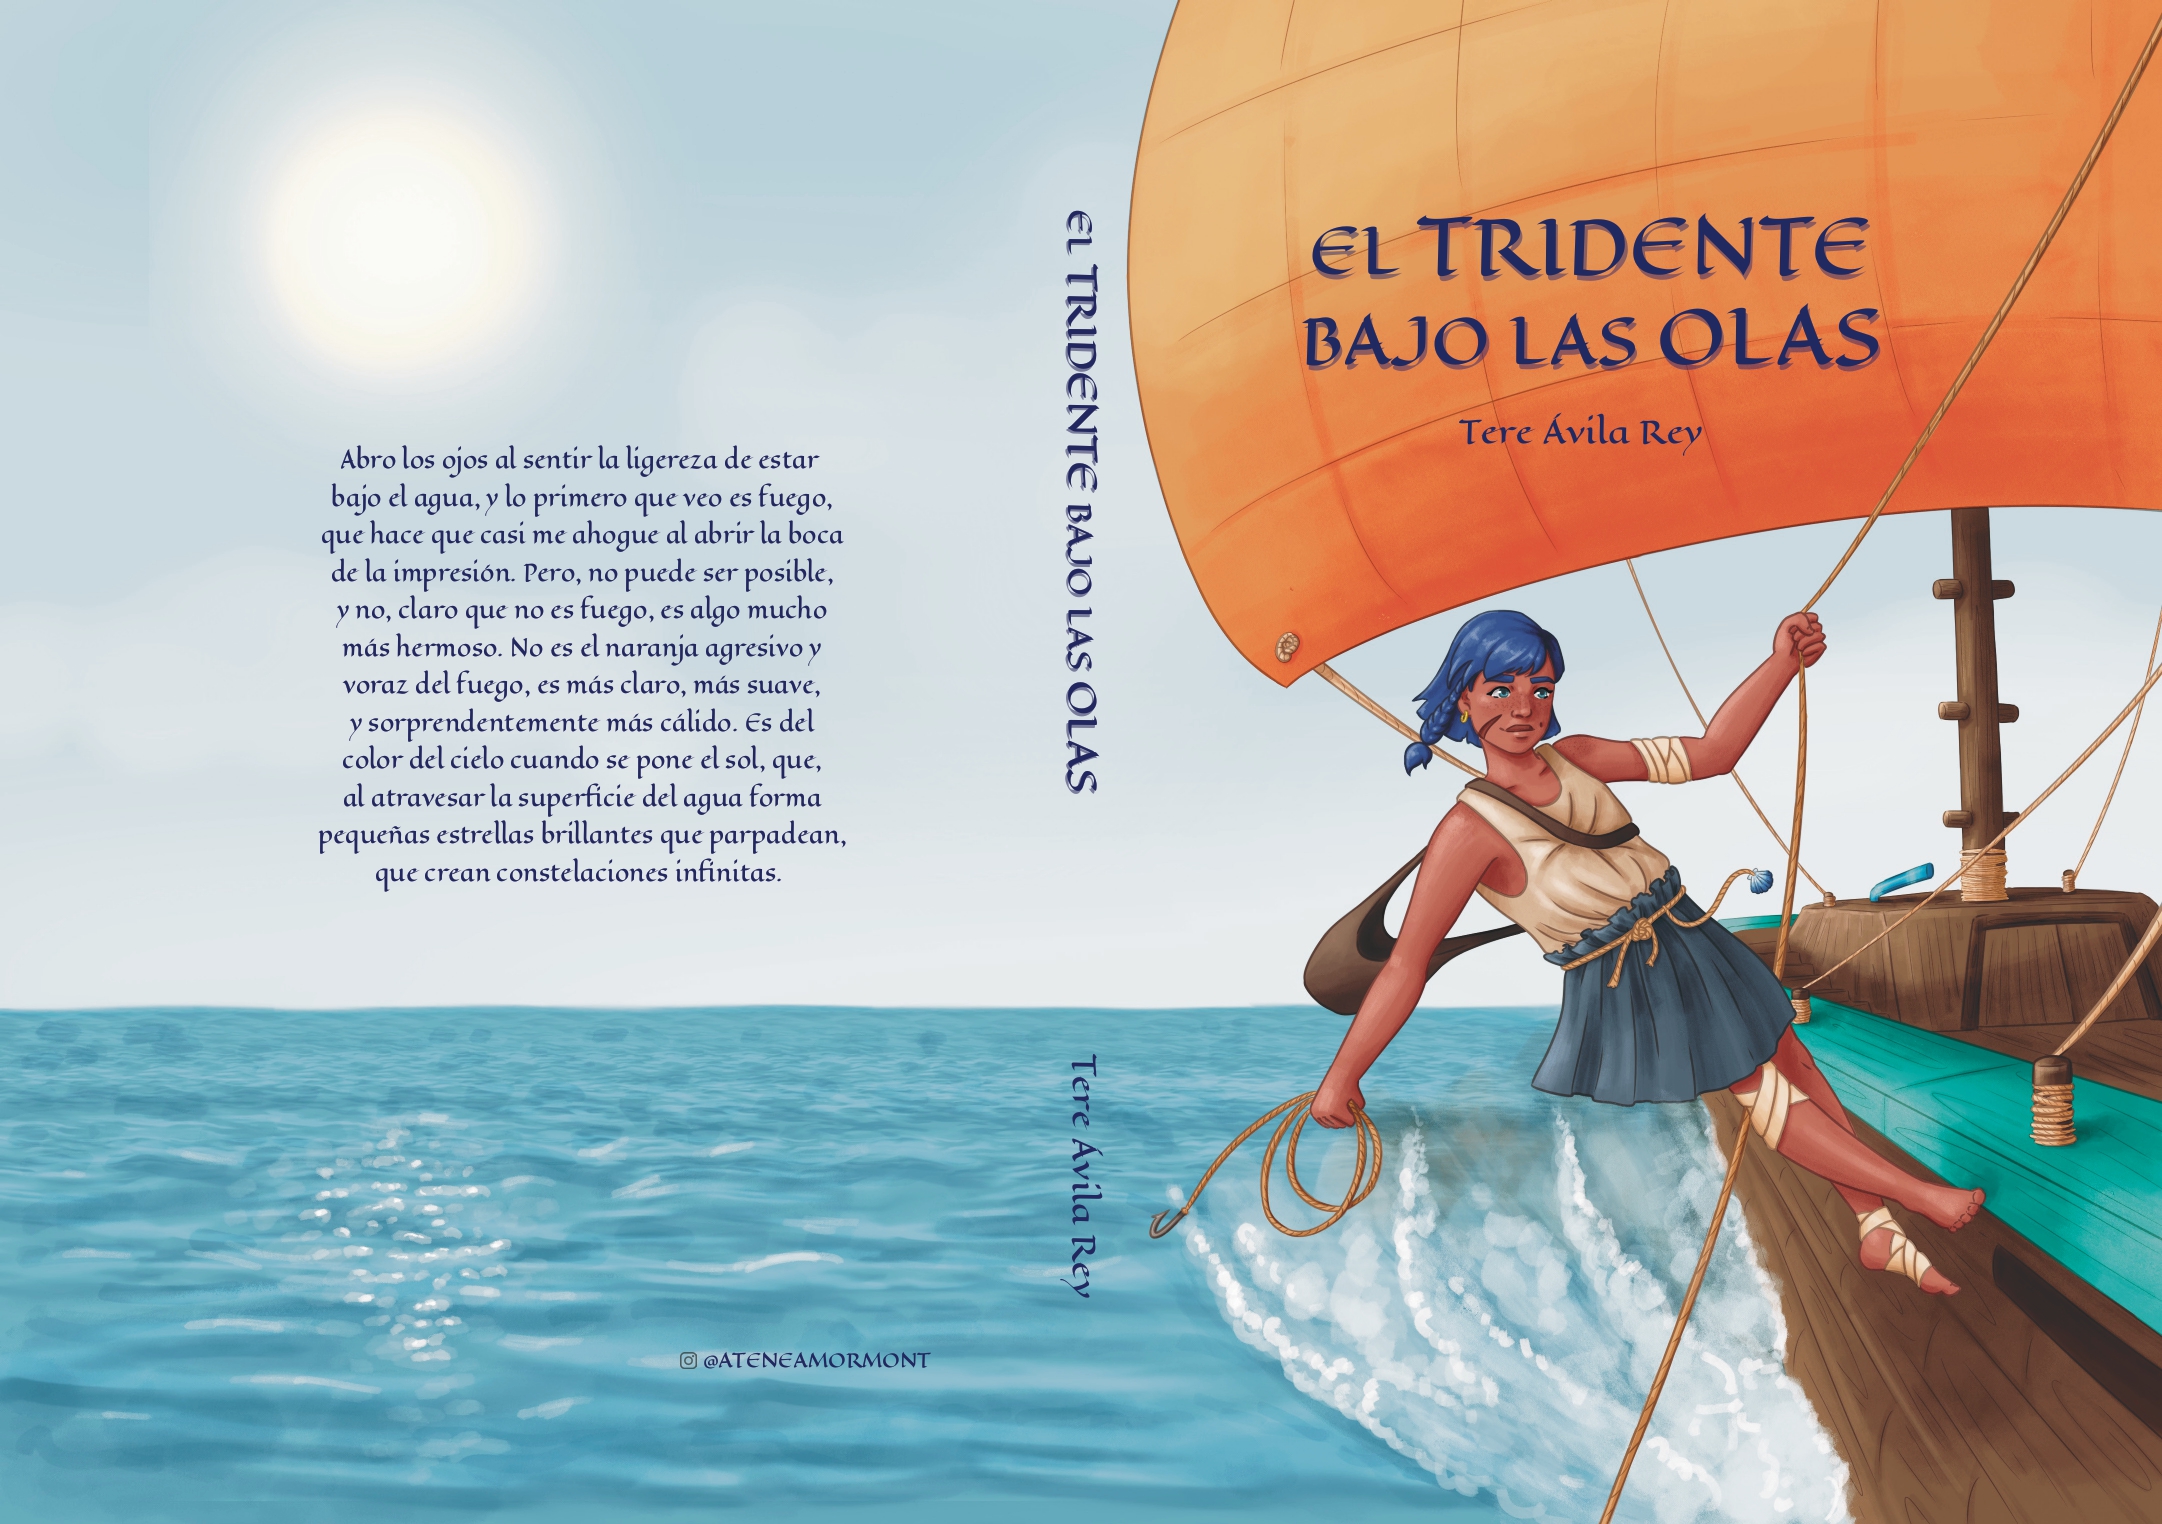 Abro los ojos al sentir la ligereza de estar
bajo el agua, y lo primero que veo es fuego,
que hace que casi me ahogue al abrir la boca
de la impresión. Pero, no puede ser posible,
y no, claro que no es fuego, es algo mucho
más hermoso. No es el naranja agresivo y
voraz del fuego, es más claro, más suave,
y sorprendentemente más cálido. Es del
color del cielo cuando se pone el sol, que,
al atravesar la superficie del agua forma
pequeñas estrellas brillantes que parpadean,
que crean constelaciones infinitas.
@ATENEAMORMONT
EL TRIDENTE BAJO LAS OLAS
Tere Ávila Rey
EL TRIDENTE
BAJO LAS OLAS
Tere Ávila Rey